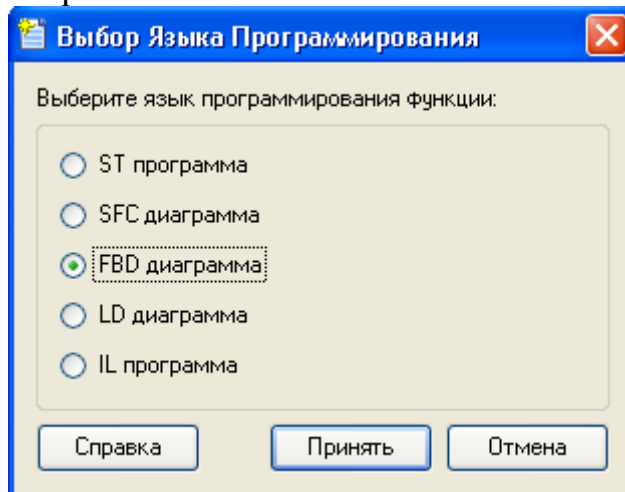 Выбор Языка Программирования
Выберите язык программирования функции:
ST программа
SFC диаграмма
FBD диаграмма
LD диаграмма
IL программа
Справка Принять Отмена